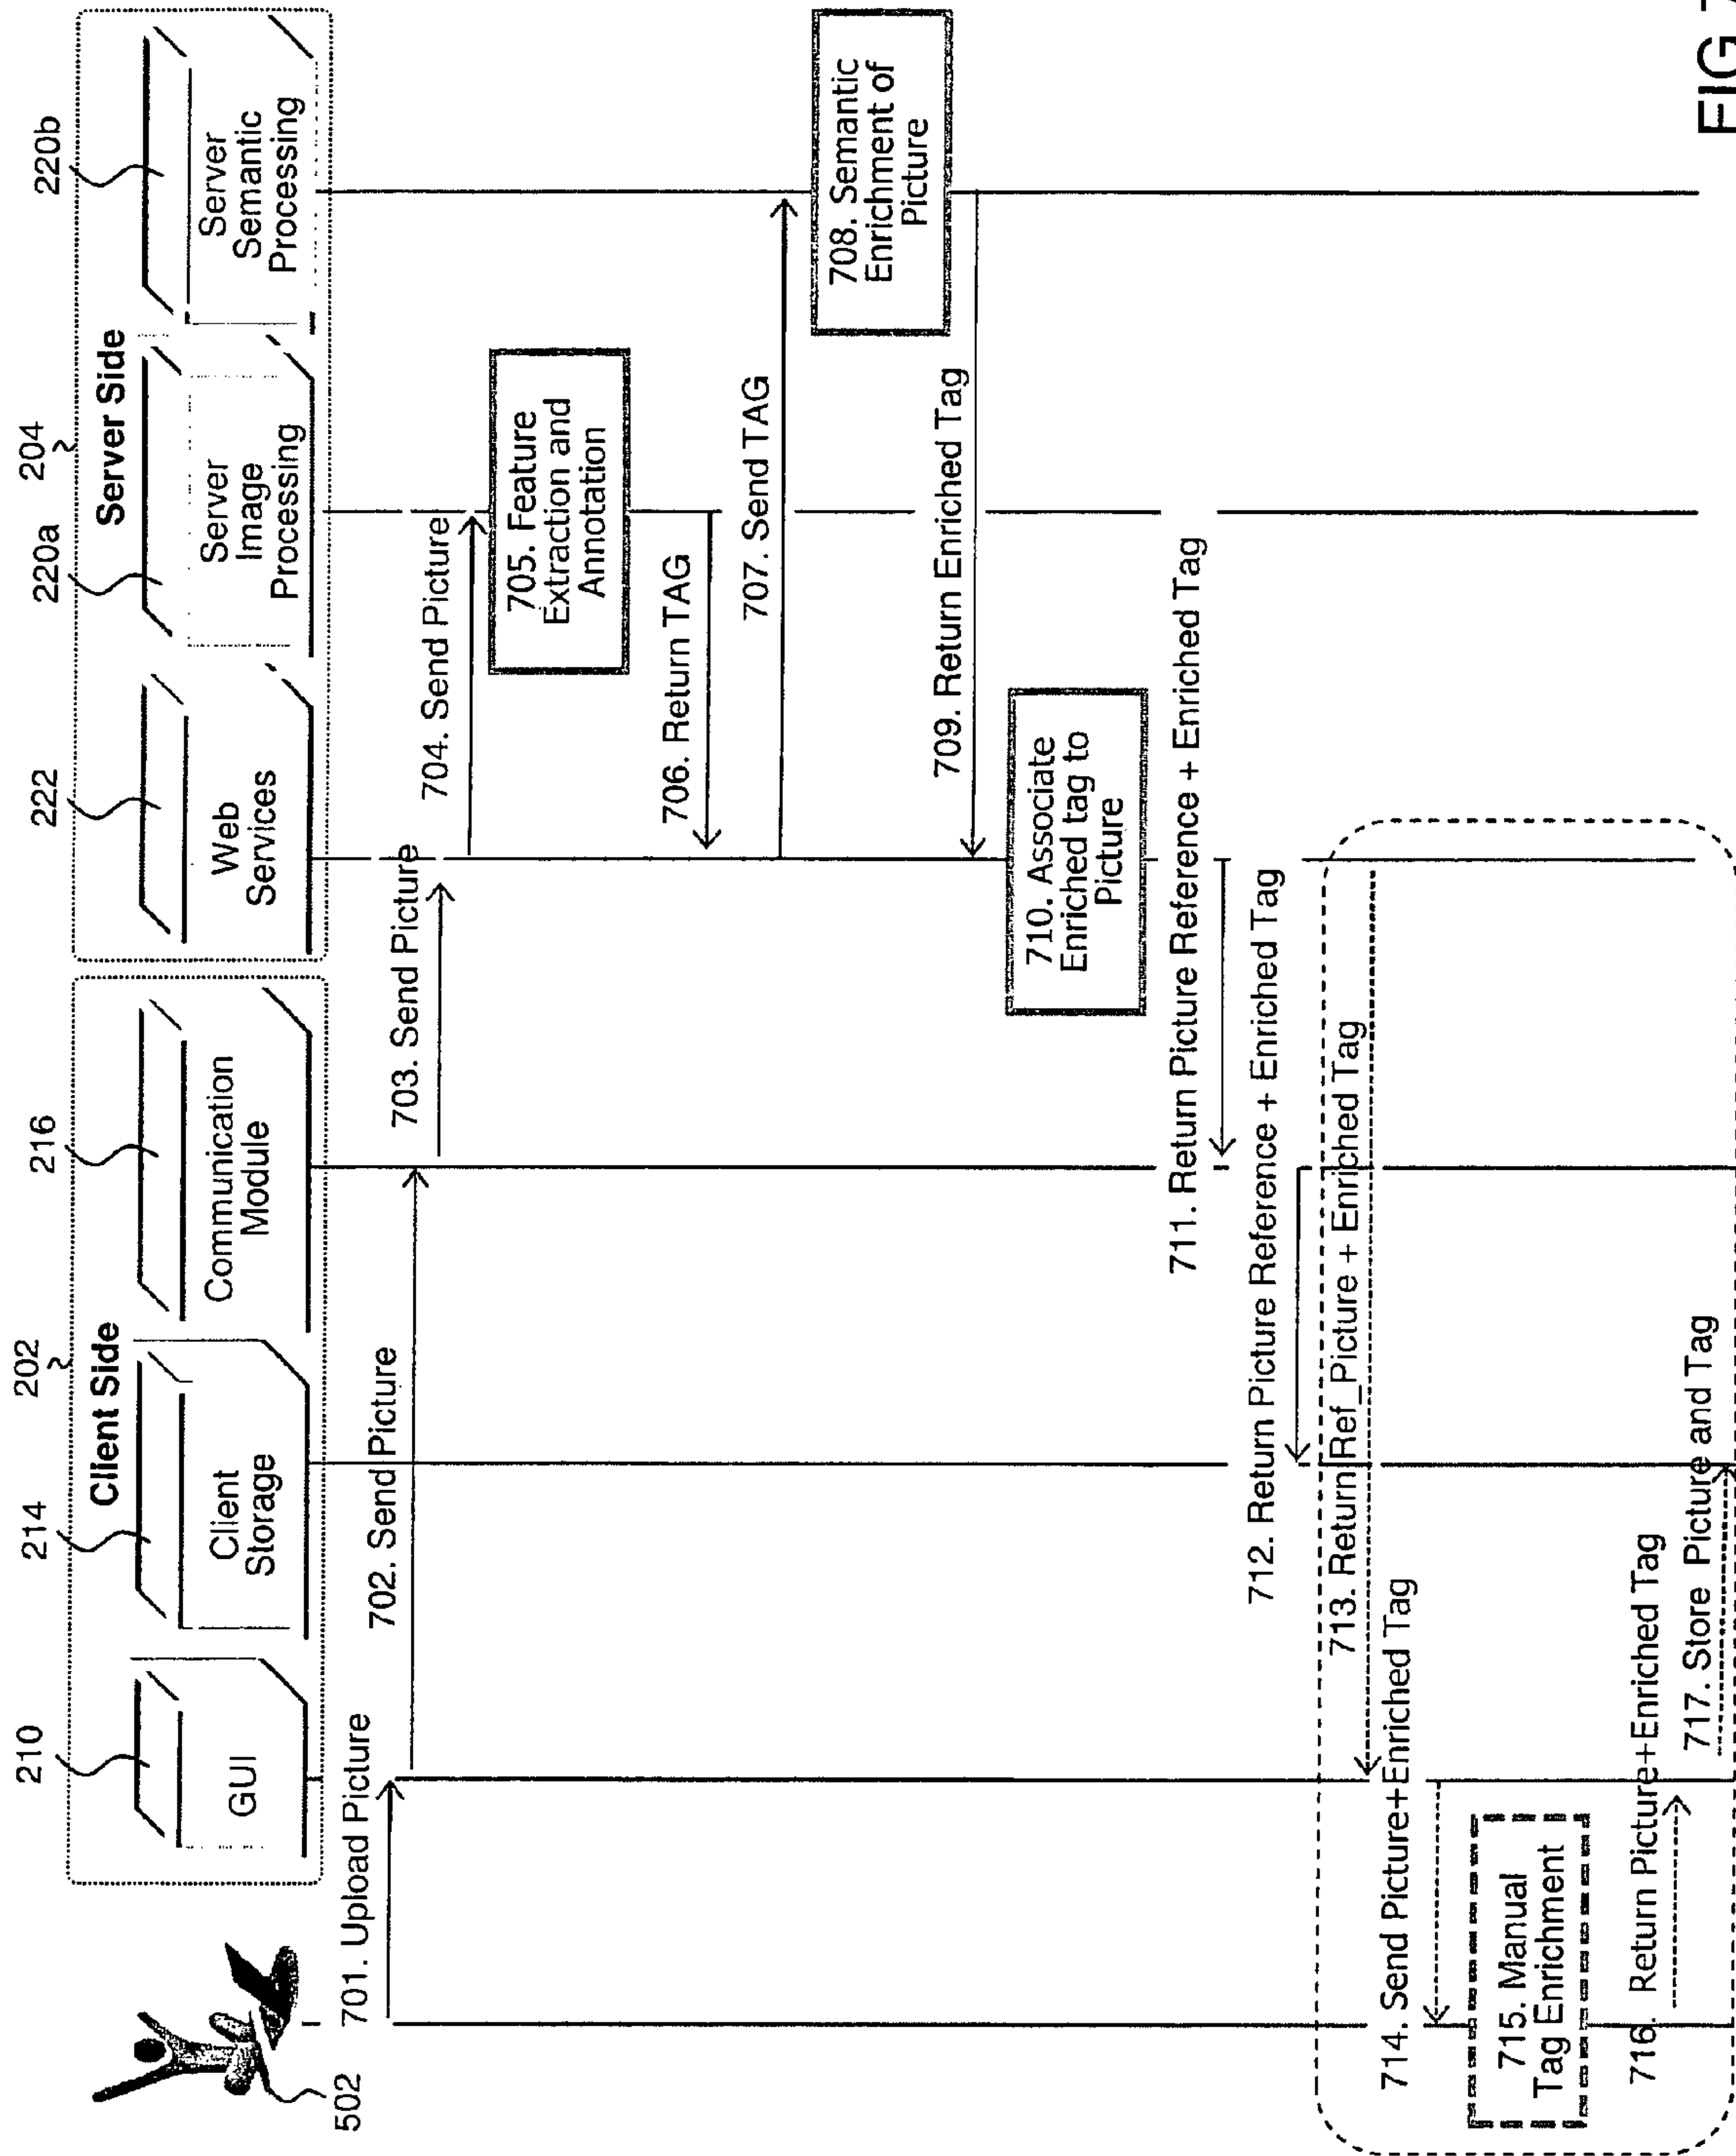 210
214
202
216
222
220a
204
220b
Client Side
Server Side
GUI
Client
Storage
Communication
Module
Web
Services
Server
Image
Processing
Server
Semantic
Processing
502
701. Upload Picture
702. Send Picture
703. Send Picture
704. Send Picture
705. Feature
Extraction and
Annotation
706. Return TAG
707. Send TAG
708. Semantic
Enrichment of
Picture
709. Return Enriched Tag
710. Associate
Enriched tag to
Picture
711. Return Picture Reference + Enriched Tag
712. Return Picture Reference + Enriched Tag
713. Return Ref_Picture + Enriched Tag
714. Send Picture+Enriched Tag
715. Manual
Tag Enrichment
716. Return Picture+Enriched Tag
717. Store Picture and Tag
FIG 7